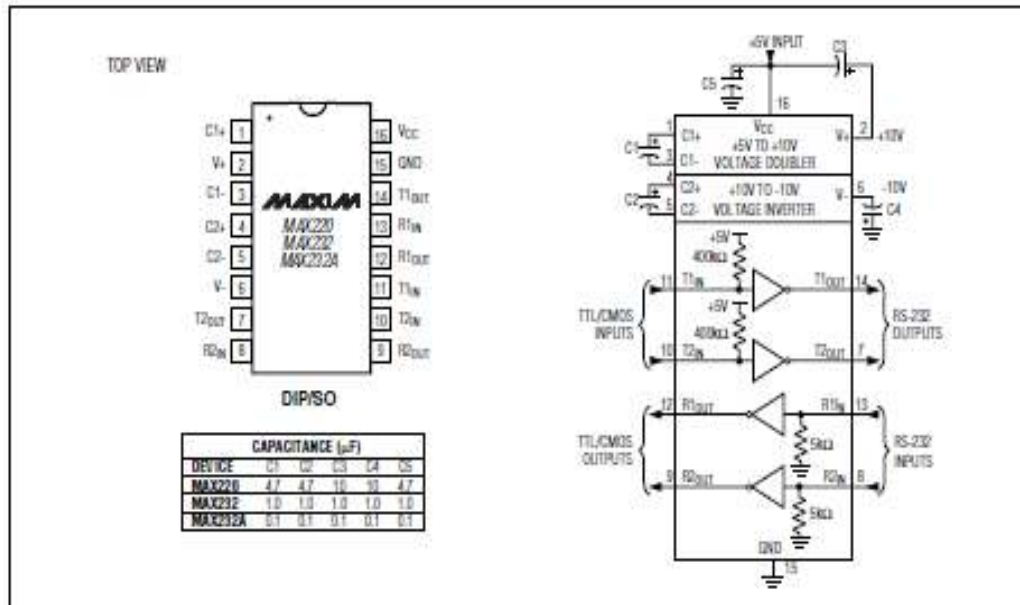 TOP VIEW
C1+ 1
V+ 2
C1- 3
C2+ 4
C2- 5
V- 6
T2OUT 7
R2IN 8
16 VCC
15 GND
14 T1OUT
13 R1IN
12 R1OUT
11 T1IN
10 T2IN
9 R2OUT
MAXIM
MAX220
MAX232
MAX232A
DIP/SO
CAPACITANCE (μF)
DEVICE C1 C2 C3 C4 C5
MAX220 4.7 4.7 10 10 4.7
MAX232 1.0 1.0 1.0 1.0 1.0
MAX232A 0.1 0.1 0.1 0.1 0.1
+5V INPUT
C3
C5
16
1
C1+
VCC
V+
2
+10V
C1
+5V TO +10V
3
C1-
VOLTAGE DOUBLER
4
C2+
+10V TO -10V
V-
6
-10V
C2
5
C2-
VOLTAGE INVERTER
C4
+5V
400kΩ
11 T1IN
T1OUT 14
+5V
TTL/CMOS
INPUTS
400kΩ
RS-232
OUTPUTS
10 T2IN
T2OUT 7
12 R1OUT
R1IN 13
TTL/CMOS
OUTPUTS
5kΩ
RS-232
INPUTS
9 R2OUT
R2IN 8
5kΩ
GND
15